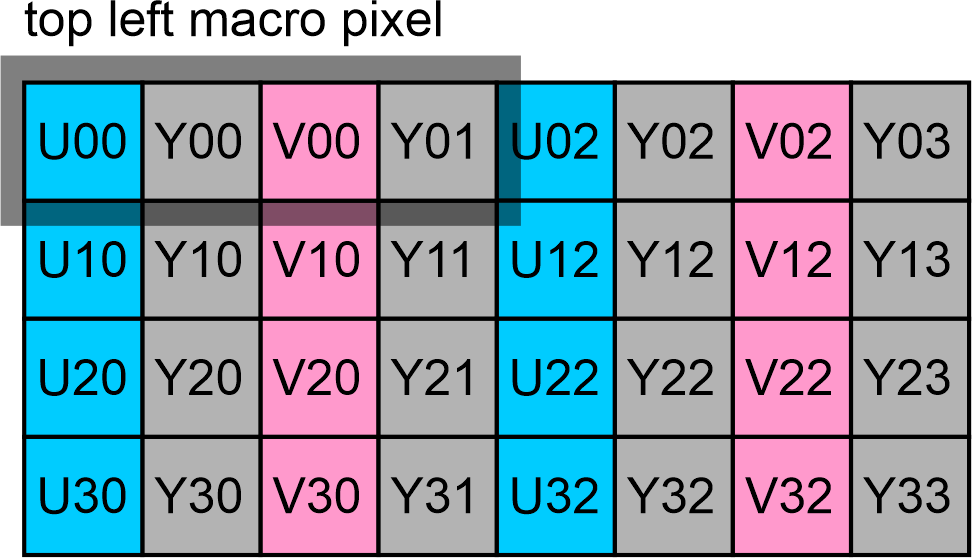 top left macro pixel
U00 Y00 V00 Y01 U02 Y02 V02 Y03
U10 Y10 V10 Y11 U12 Y12 V12 Y13
U20 Y20 V20 Y21 U22 Y22 V22 Y23
U30 Y30 V30 Y31 U32 Y32 V32 Y33